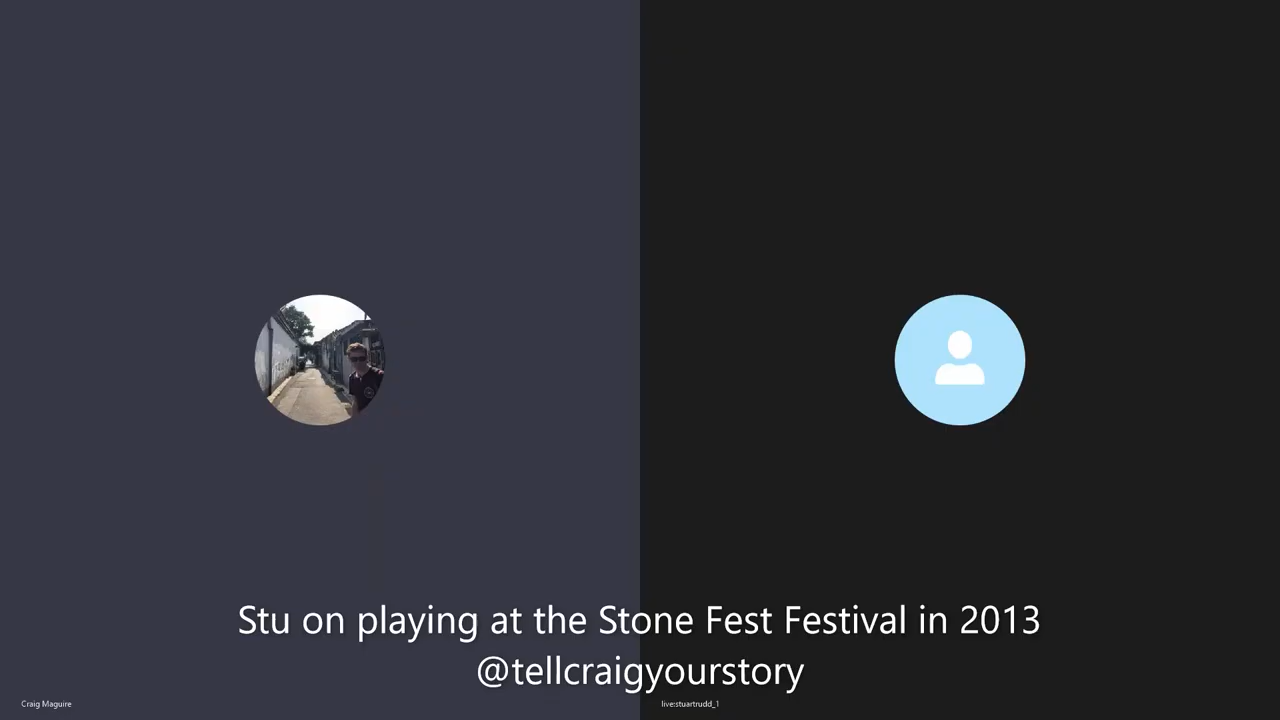 Stu on playing at the Stone Fest Festival in 2013
@tellcraigyourstory
Craig Maguire
live:stuartrudd_1